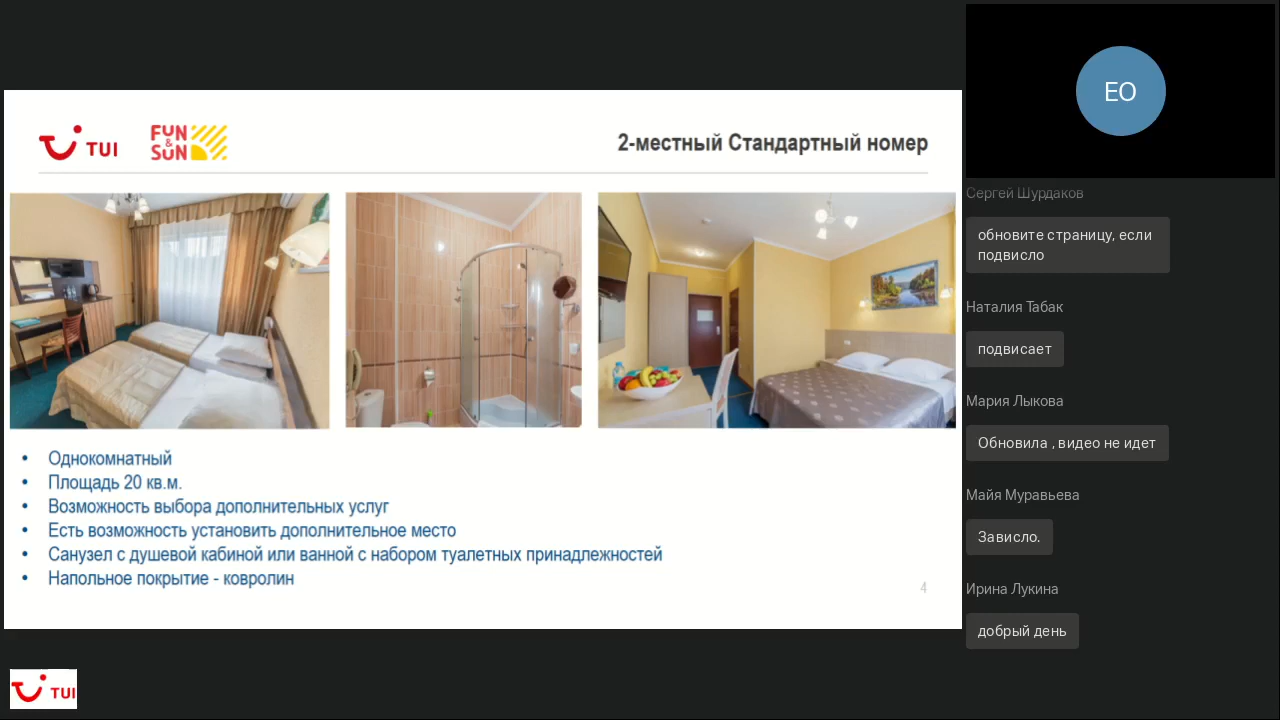 TUI
FUN
&
SUN
2-местный Стандартный номер
• Однокомнатный
• Площадь 20 кв.м.
• Возможность выбора дополнительных услуг
• Есть возможность установить дополнительное место
• Санузел с душевой кабиной или ванной с набором туалетных принадлежностей
• Напольное покрытие - ковролин
4
TUI
EO
Сергей Шурдаков
обновите страницу, если
подвисло
Наталия Табак
подвисает
Мария Лыкова
Обновила , видео не идет
Майя Муравьева
Зависло.
Ирина Лукина
добрый день